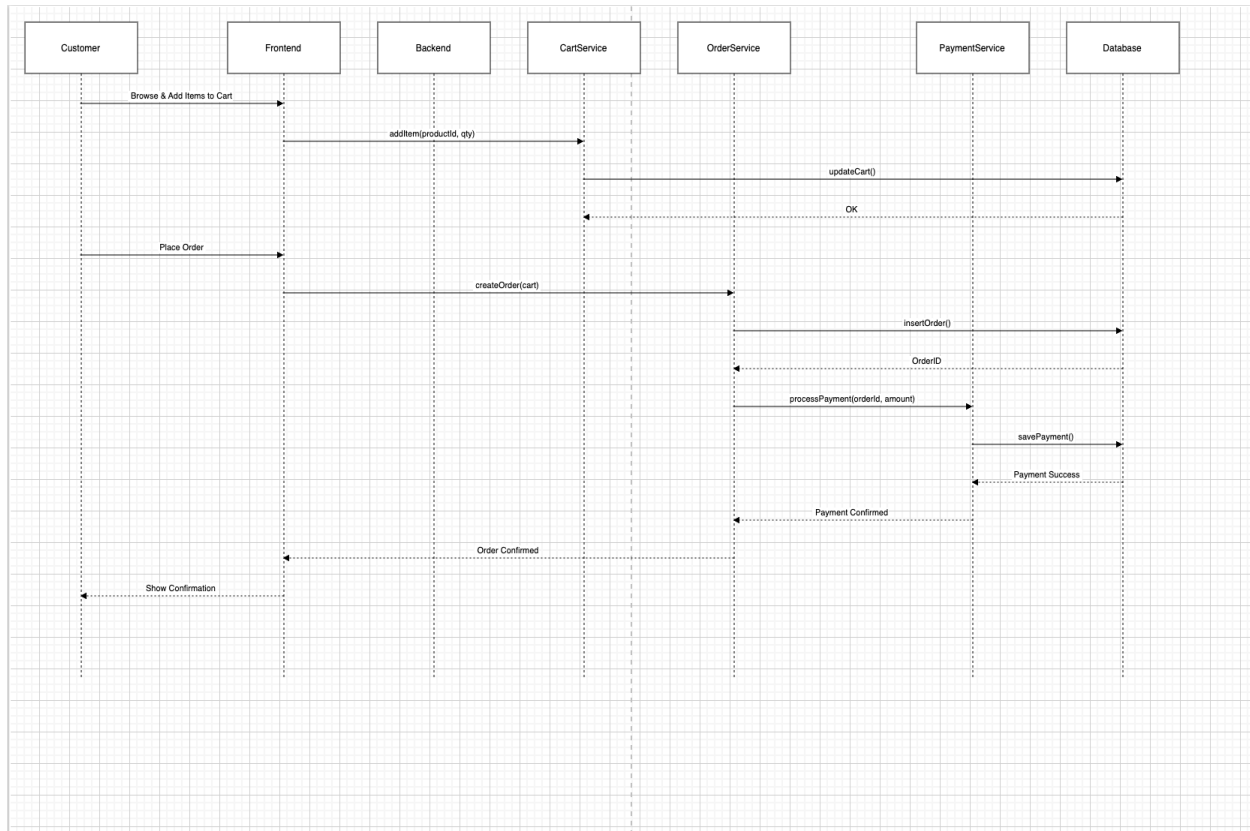 Customer
Frontend
Backend
CartService
OrderService
PaymentService
Database
Browse & Add Items to Cart
addItem(productId, qty)
updateCart()
OK
Place Order
createOrder(cart)
insertOrder()
OrderID
processPayment(orderId, amount)
savePayment()
Payment Success
Payment Confirmed
Order Confirmed
Show Confirmation